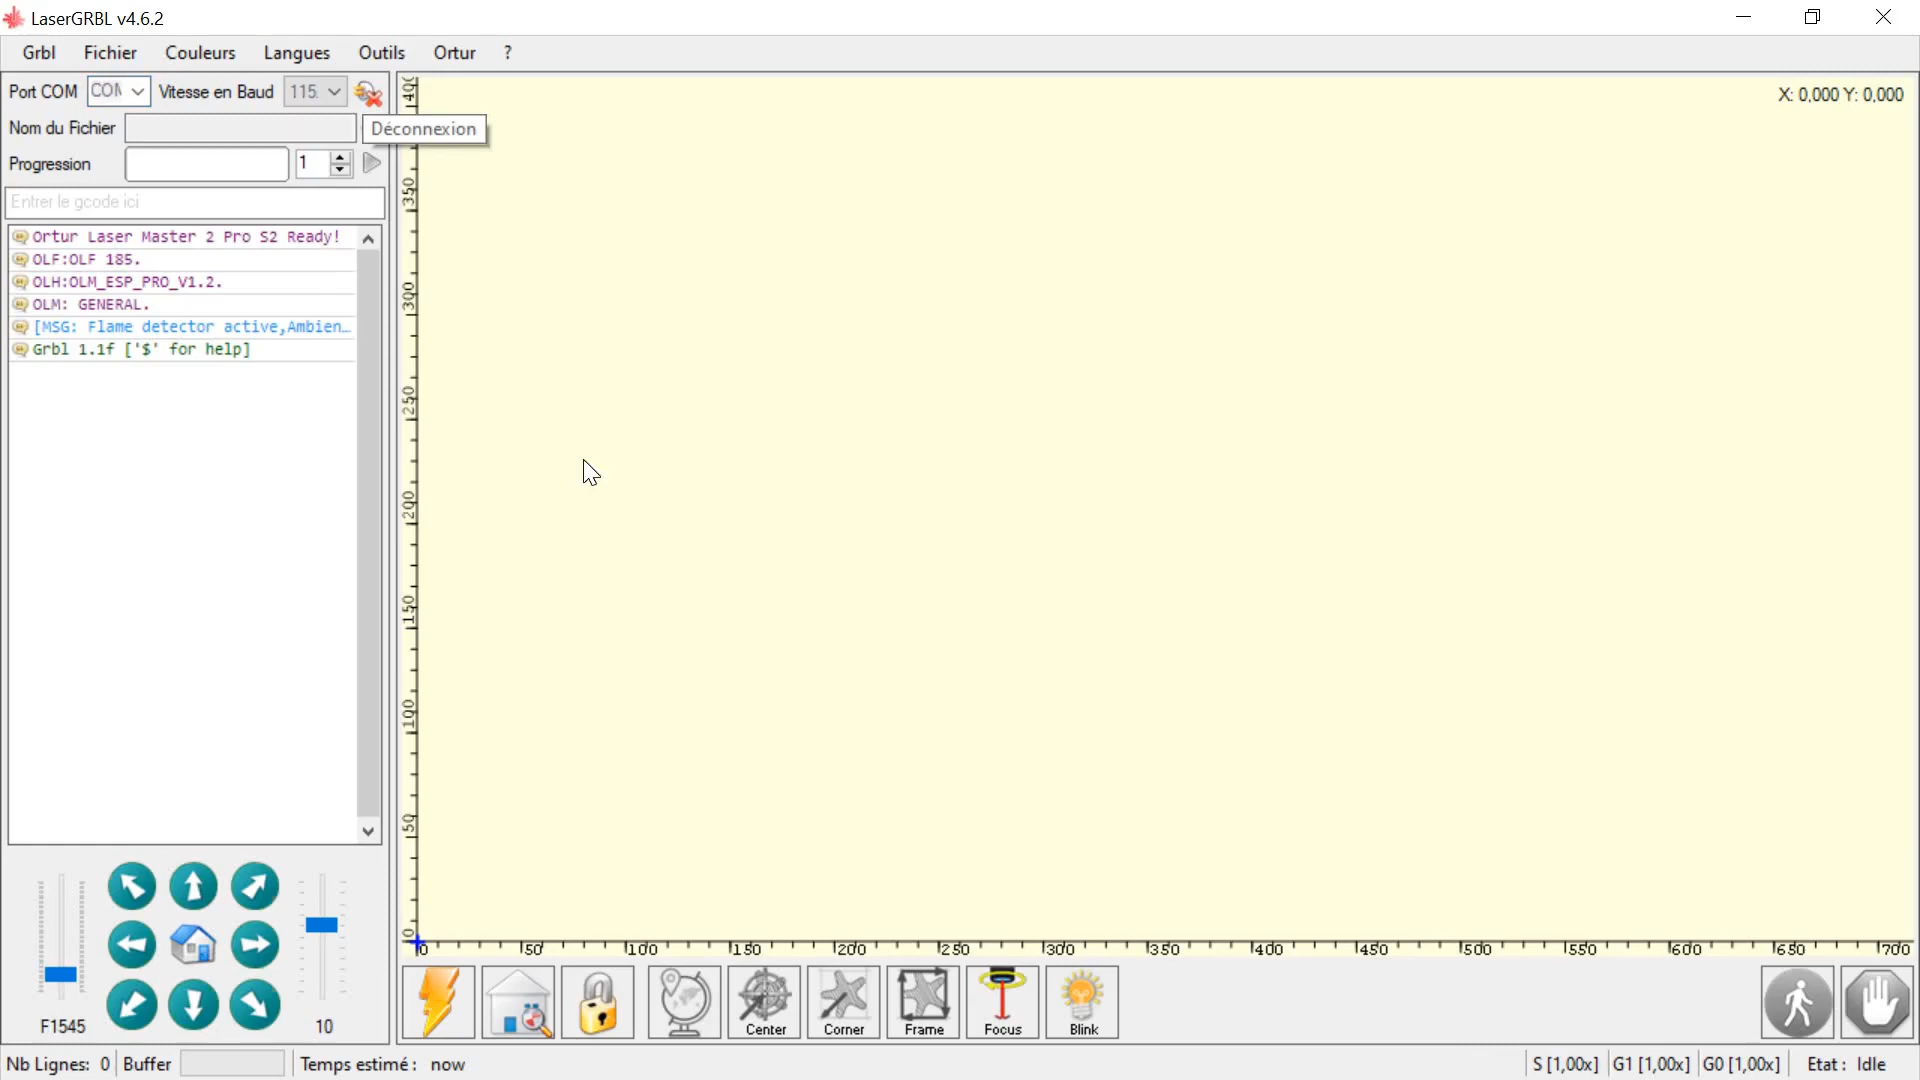 LaserGRBL v4.6.2
Grbl Fichier Couleurs Langues Outils Ortur ?
Port COM COM Vitesse en Baud 115
Nom du Fichier
Déconnexion
Progression 1
Entrer le gcode ici
Ortur Laser Master 2 Pro S2 Ready!
OLF:OLF 185.
OLH:OLM_ESP_PRO_V1.2.
OLM: GENERAL.
[MSG: Flame detector active,Ambien…
Grbl 1.1f ['$' for help]
X: 0,000 Y: 0,000
400
350
300
250
200
150
100
50
0
0 50 100 150 200 250 300 350 400 450 500 550 600 650 700
F1545 10
Center Corner Frame Focus Blink
Nb Lignes: 0 Buffer Temps estimé : now S [1,00x] G1 [1,00x] G0 [1,00x] Etat : Idle